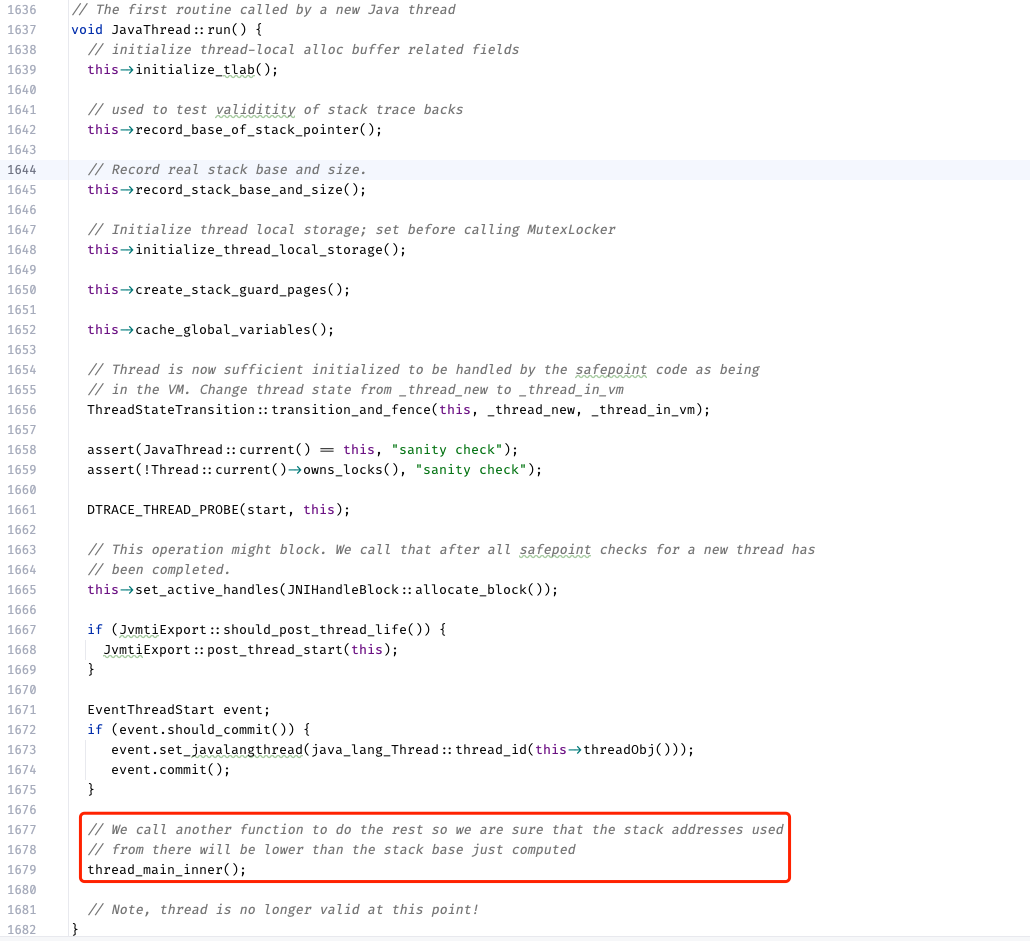 1636 // The first routine called by a new Java thread
1637 void JavaThread::run() {
1638 // initialize thread-local alloc buffer related fields
1639 this->initialize_tlab();
1640
1641 // used to test validitity of stack trace backs
1642 this->record_base_of_stack_pointer();
1643
1644 // Record real stack base and size.
1645 this->record_stack_base_and_size();
1646
1647 // Initialize thread local storage; set before calling MutexLocker
1648 this->initialize_thread_local_storage();
1649
1650 this->create_stack_guard_pages();
1651
1652 this->cache_global_variables();
1653
1654 // Thread is now sufficient initialized to be handled by the safepoint code as being
1655 // in the VM. Change thread state from _thread_new to _thread_in_vm
1656 ThreadStateTransition::transition_and_fence(this, _thread_new, _thread_in_vm);
1657
1658 assert(JavaThread::current() == this, "sanity check");
1659 assert(!Thread::current()->owns_locks(), "sanity check");
1660
1661 DTRACE_THREAD_PROBE(start, this);
1662
1663 // This operation might block. We call that after all safepoint checks for a new thread has
1664 // been completed.
1665 this->set_active_handles(JNIHandleBlock::allocate_block());
1666
1667 if (JvmtiExport::should_post_thread_life()) {
1668 JvmtiExport::post_thread_start(this);
1669 }
1670
1671 EventThreadStart event;
1672 if (event.should_commit()) {
1673 event.set_javalangthread(java_lang_Thread::thread_id(this->threadObj()));
1674 event.commit();
1675 }
1676
1677 // We call another function to do the rest so we are sure that the stack addresses used
1678 // from there will be lower than the stack base just computed
1679 thread_main_inner();
1680
1681 // Note, thread is no longer valid at this point!
1682 }